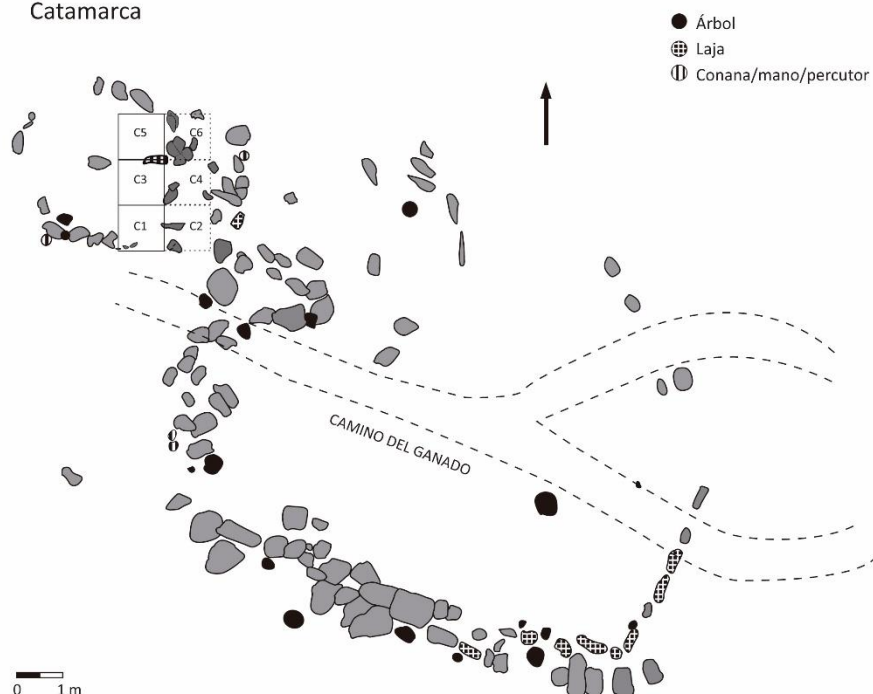 Catamarca
Árbol
Laja
Conana/mano/percutor
C5
C6
C3
C4
C1
C2
CAMINO DEL GANADO
0 1 m